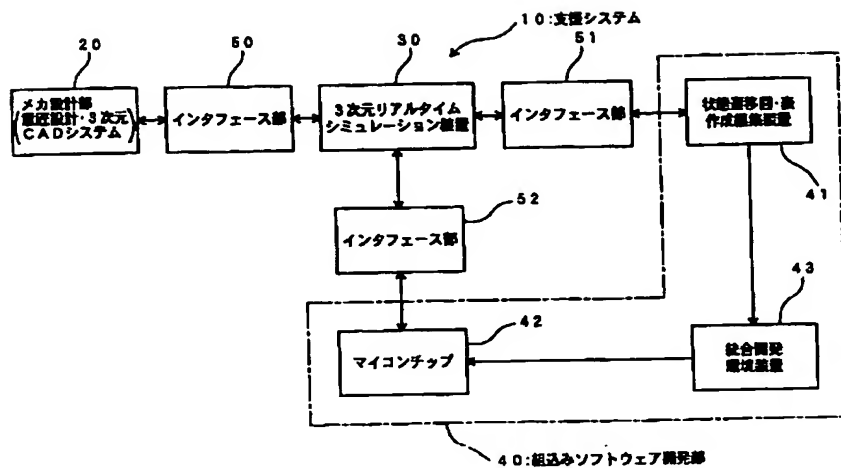 10:支援システム
20
50
30
51
メカ設計部
(意匠設計・3次元
CADシステム)
インタフェース部
3次元リアルタイム
シミュレーション装置
インタフェース部
状態遷移図・表
作成編集装置
41
52
インタフェース部
43
42
マイコンチップ
統合開発
環境装置
40:組込みソフトウェア開発部